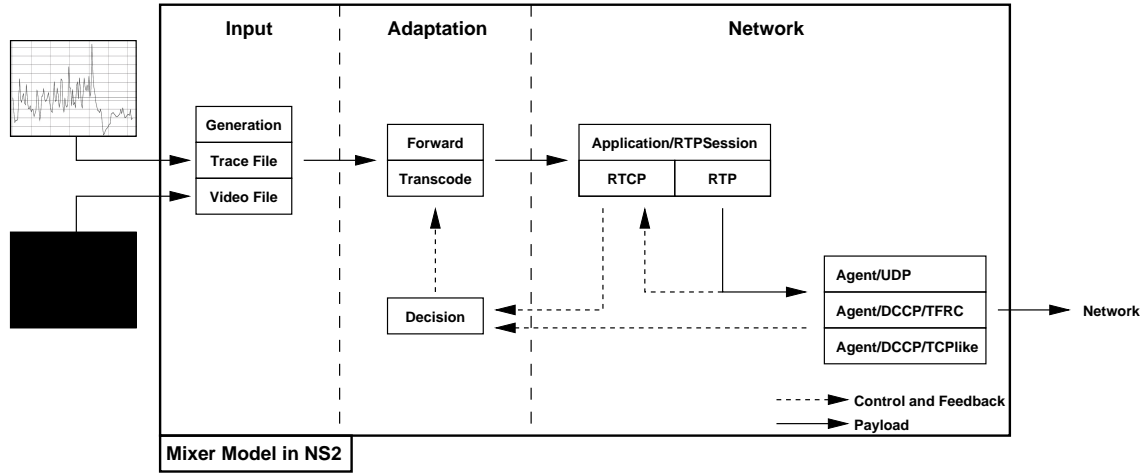 Input
Adaptation
Network
Generation
Trace File
Video File
Forward
Transcode
Application/RTPSession
RTCP
RTP
Decision
Agent/UDP
Agent/DCCP/TFRC
Agent/DCCP/TCPlike
Network
Control and Feedback
Payload
Mixer Model in NS2